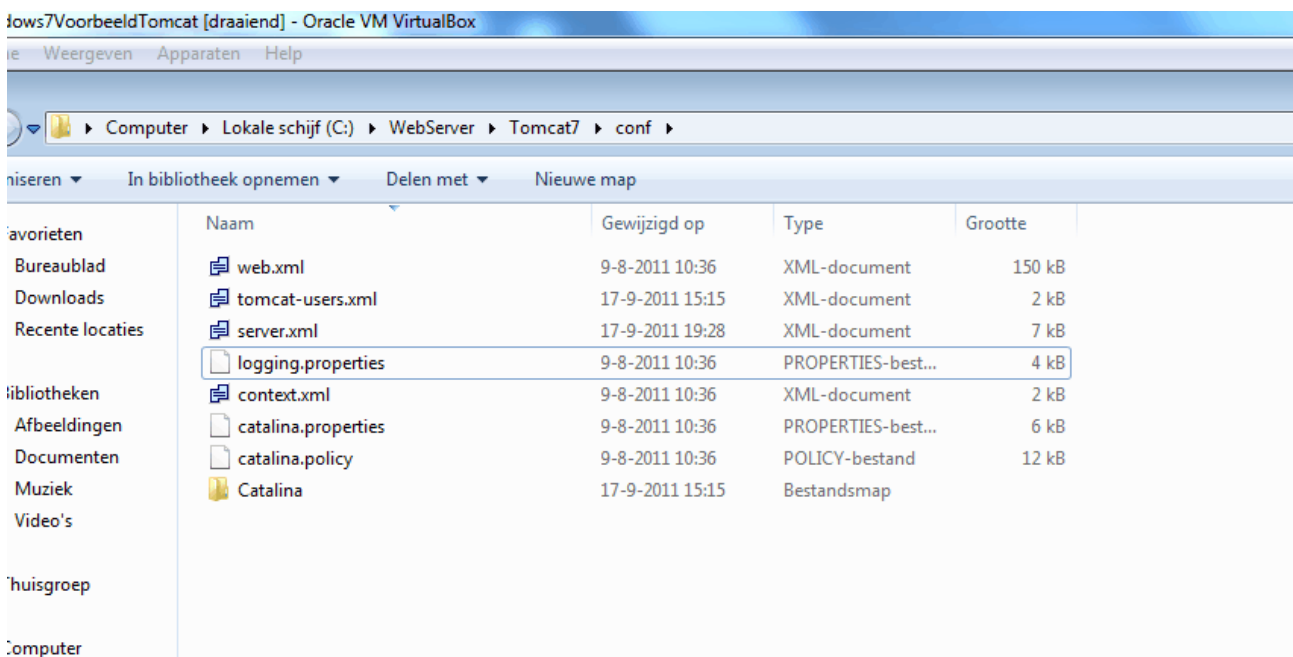 dows7VoorbeeldTomcat [draaiend] - Oracle VM VirtualBox
ne Weergeven Apparaten Help
Computer Lokale schijf (C:) WebServer Tomcat7 conf
niseren In bibliotheek opnemen Delen met Nieuwe map
Naam Gewijzigd op Type Grootte
avorieten
Bureaublad
Downloads
Recente locaties
ibliotheken
Afbeeldingen
Documenten
Muziek
Video's
huisgroep
Computer
web.xml 9-8-2011 10:36 XML-document 150 kB
tomcat-users.xml 17-9-2011 15:15 XML-document 2 kB
server.xml 17-9-2011 19:28 XML-document 7 kB
logging.properties 9-8-2011 10:36 PROPERTIES-best... 4 kB
context.xml 9-8-2011 10:36 XML-document 2 kB
catalina.properties 9-8-2011 10:36 PROPERTIES-best... 6 kB
catalina.policy 9-8-2011 10:36 POLICY-bestand 12 kB
Catalina 17-9-2011 15:15 Bestandsmap